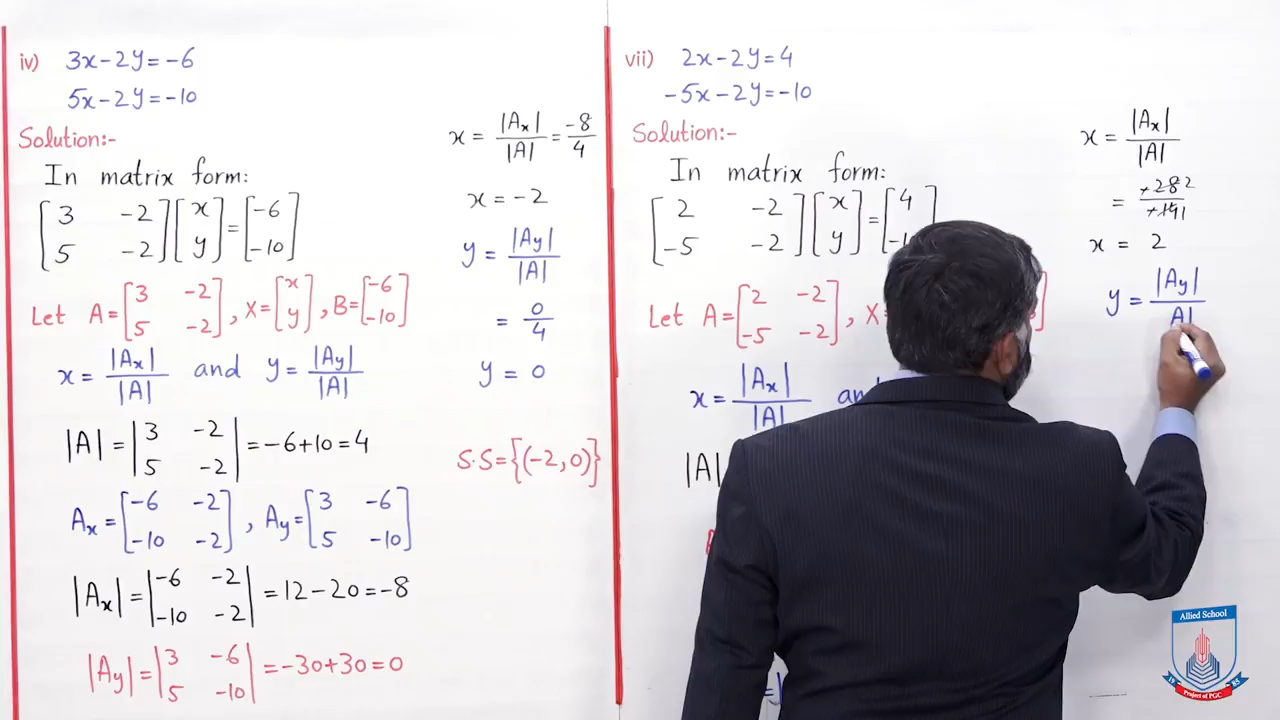 iv) 3x-2y=-6
5x-2y=-10
Solution:-
In matrix form:
[3 -2] [x] = [-6]
[5 -2] [y] [-10]
Let A=[3 -2], X=[x], B=[-6]
[5 -2] [y] [-10]
x = |Ax|/|A| and y = |Ay|/|A|
|A| = |3 -2| = -6+10=4
|5 -2|
Ax = [-6 -2], Ay = [3 -6]
[-10 -2] [5 -10]
|Ax| = |-6 -2| = 12-20=-8
|-10 -2|
|Ay| = |3 -6| = -30+30=0
|5 -10|
x = |Ax|/|A| = -8/4
x = -2
y = |Ay|/|A|
= 0/4
y = 0
S.S={(-2,0)}
vii) 2x-2y=4
-5x-2y=-10
Solution:-
In matrix form:
[2 -2] [x] = [4]
[-5 -2] [y]
Let A=[2 -2], X
[-5 -2]
x = |Ax|/|A|
|A|
x = |Ax|/|A|
x = 2
y = |Ay|/A|
Allied School
19 85
Project of PGC